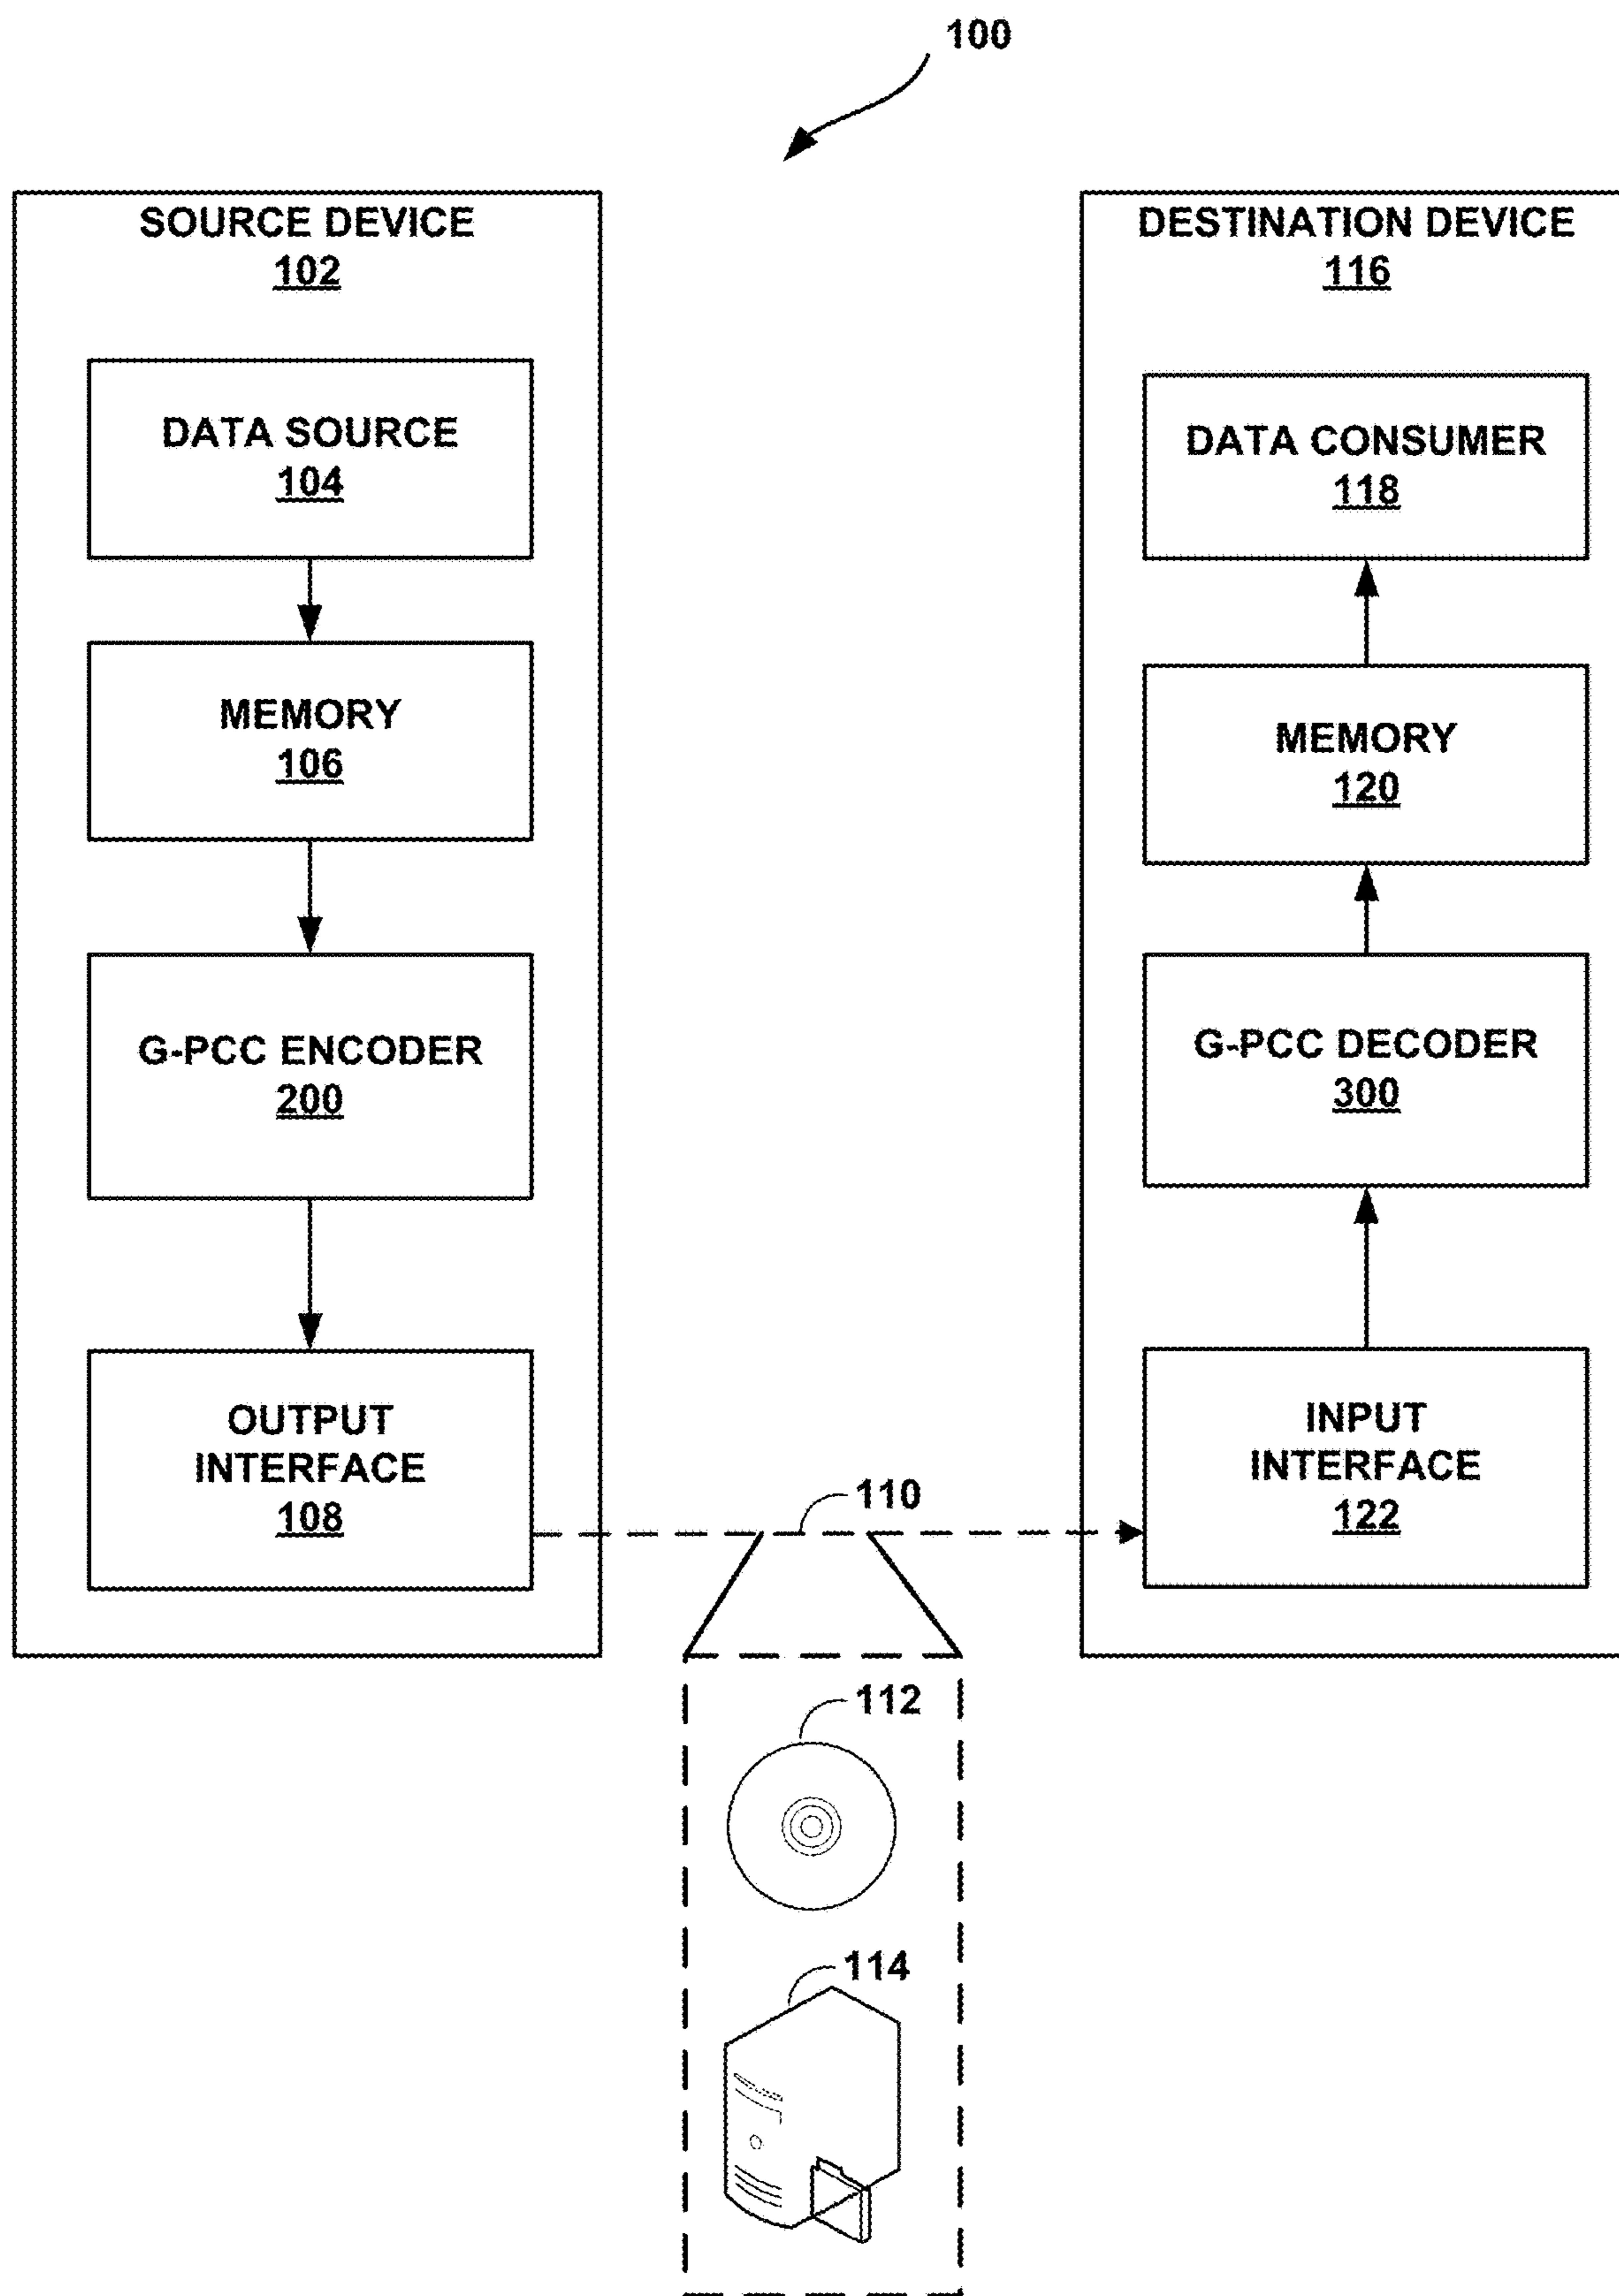 100
SOURCE DEVICE
102
DATA SOURCE
104
MEMORY
106
G-PCC ENCODER
200
OUTPUT
INTERFACE
108
DESTINATION DEVICE
116
DATA CONSUMER
118
MEMORY
120
G-PCC DECODER
300
INPUT
INTERFACE
122
110
112
114